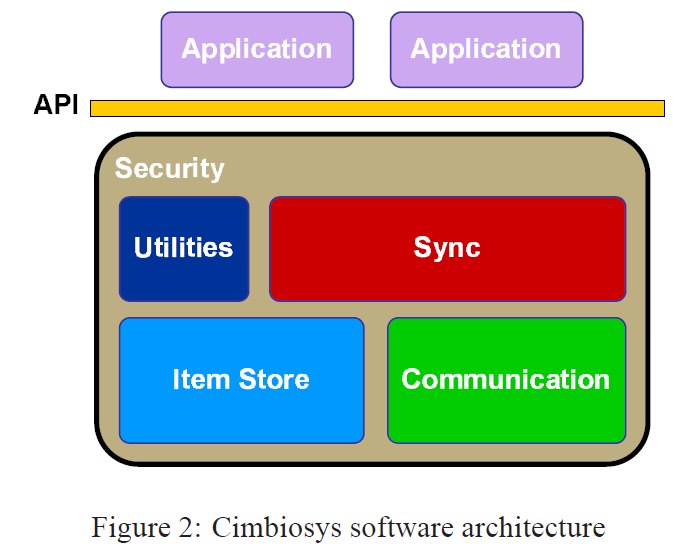 Application Application
API
Security
Utilities Sync
Item Store Communication
Figure 2: Cimbiosys software architecture